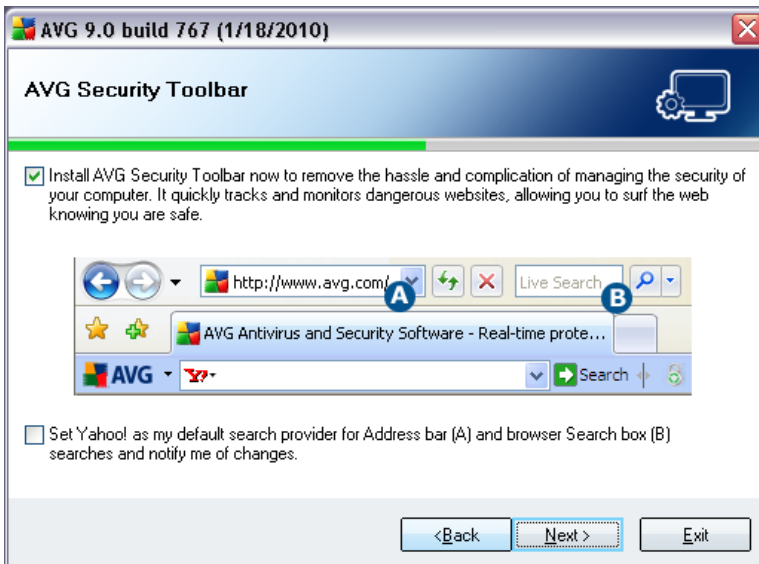 AVG 9.0 build 767 (1/18/2010)
AVG Security Toolbar
Install AVG Security Toolbar now to remove the hassle and complication of managing the security of
your computer. It quickly tracks and monitors dangerous websites, allowing you to surf the web
knowing you are safe.
http://www.avg.com/ A Live Search B
AVG Antivirus and Security Software - Real-time prote...
AVG Y! Search
Set Yahoo! as my default search provider for Address bar (A) and browser Search box (B)
searches and notify me of changes.
<Back Next > Exit